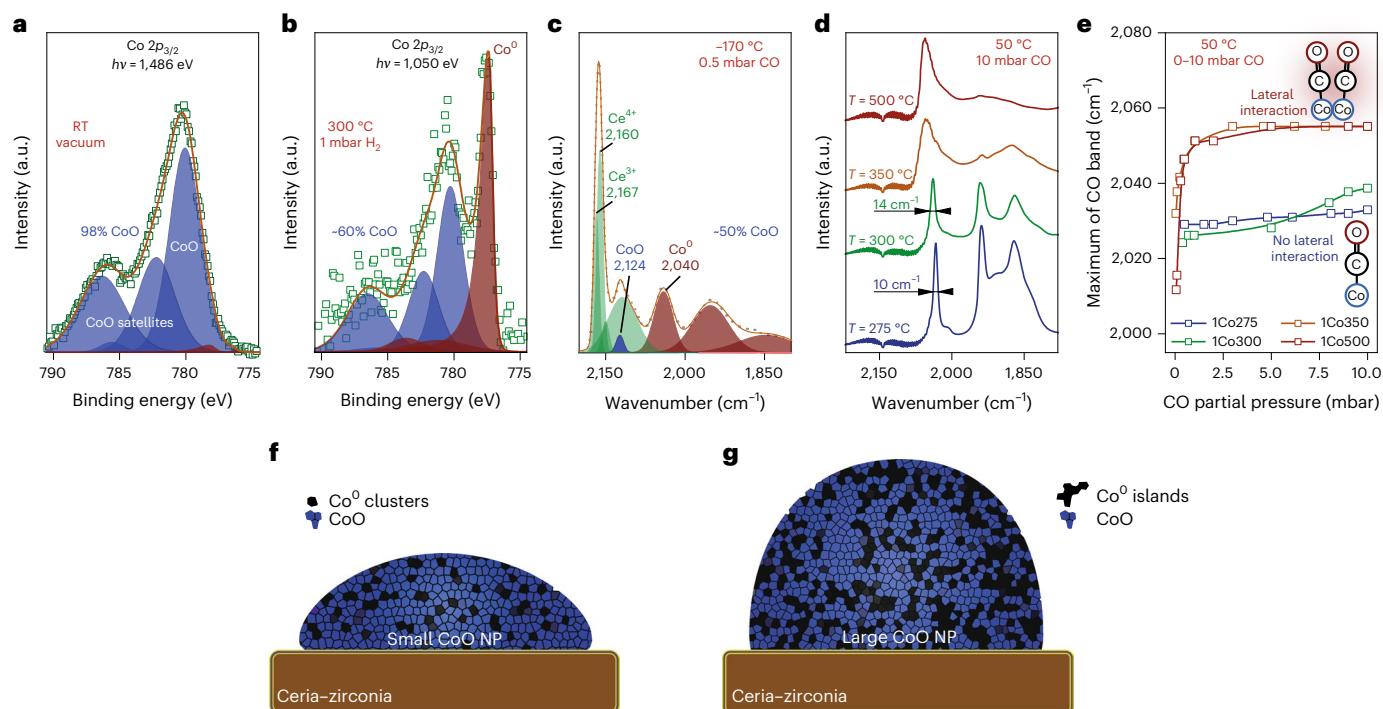 a
Co 2p3/2
hν = 1,486 eV
RT
vacuum
98% CoO
CoO
CoO satellites
Intensity (a.u.)
790 785 780 775
Binding energy (eV)
b
Co 2p3/2
hν = 1,050 eV
Co⁰
300 °C
1 mbar H₂
~60% CoO
Intensity (a.u.)
790 785 780 775
Binding energy (eV)
c
–170 °C
0.5 mbar CO
Ce⁴⁺
2,160
Ce³⁺
2,167
CoO
2,124
Co⁰
2,040
~50% CoO
Intensity (a.u.)
2,150 2,000 1,850
Wavenumber (cm⁻¹)
d
50 °C
10 mbar CO
T = 500 °C
T = 350 °C
14 cm⁻¹
T = 300 °C
10 cm⁻¹
T = 275 °C
Intensity (a.u.)
2,150 2,000 1,850
Wavenumber (cm⁻¹)
e
50 °C
0–10 mbar CO
O O
C C
Co Co
Lateral
interaction
No lateral
interaction
O
C
Co
1Co275 1Co350
1Co300 1Co500
Maximum of CO band (cm⁻¹)
2,080
2,060
2,040
2,020
2,000
0 2.5 5.0 7.5 10.0
CO partial pressure (mbar)
f
Co⁰ clusters
CoO
Small CoO NP
Ceria–zirconia
g
Co⁰ islands
CoO
Large CoO NP
Ceria–zirconia